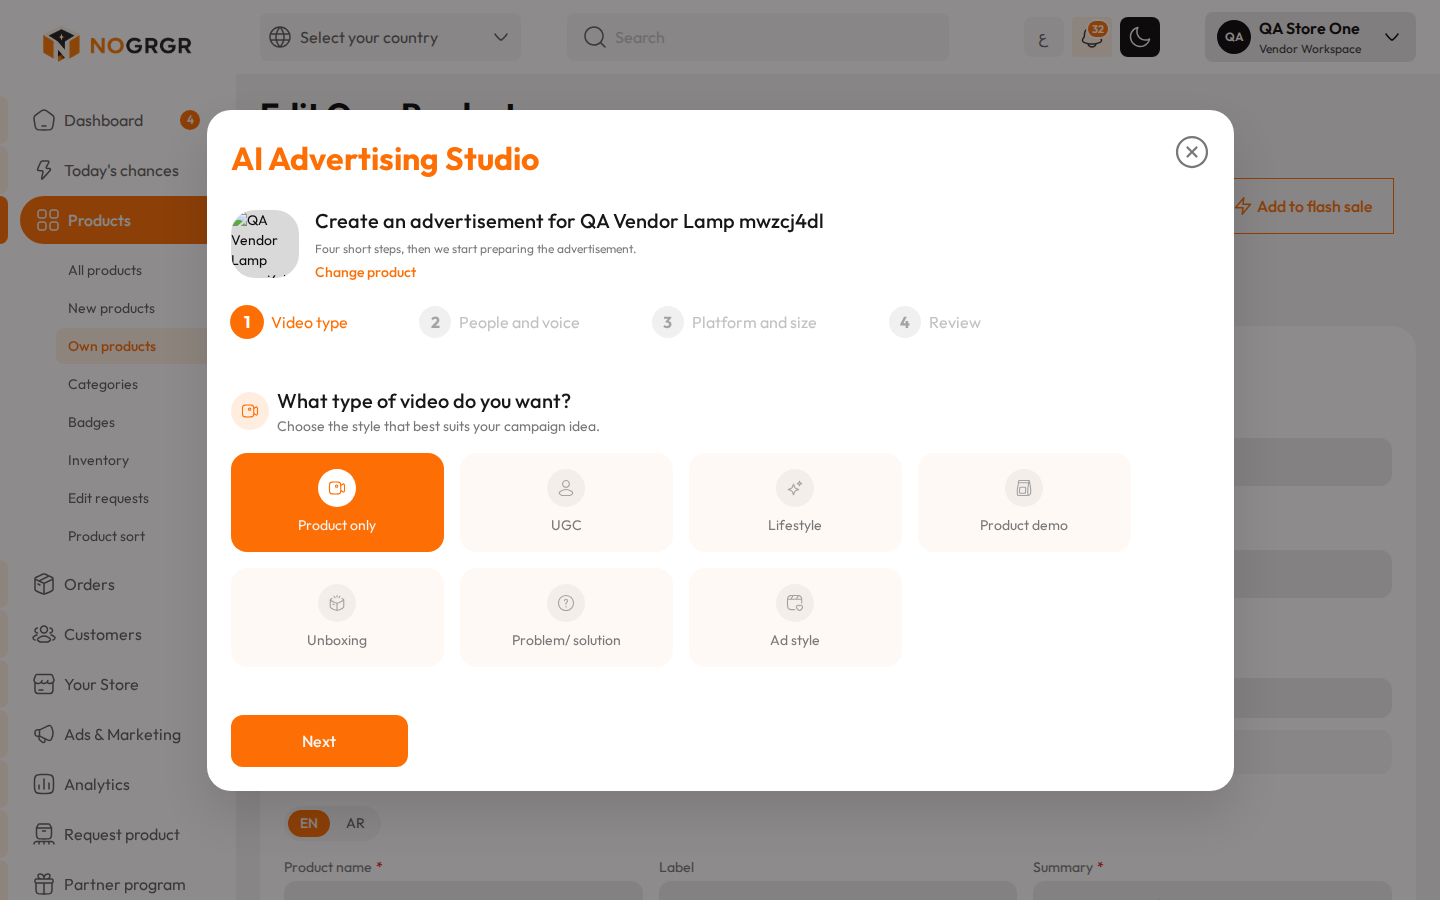 NOGRGR
Select your country
Search
ع
32
QA
QA Store One
Vendor Workspace
Dashboard
4
Today's chances
Products
All products
New products
Own products
Categories
Badges
Inventory
Edit requests
Product sort
Orders
Customers
Your Store
Ads & Marketing
Analytics
Request product
Partner program
Add to flash sale
AI Advertising Studio
QA
Vendor
Lamp
Create an advertisement for QA Vendor Lamp mwzcj4dl
Four short steps, then we start preparing the advertisement.
Change product
1 Video type
2 People and voice
3 Platform and size
4 Review
What type of video do you want?
Choose the style that best suits your campaign idea.
Product only
UGC
Lifestyle
Product demo
Unboxing
Problem/ solution
Ad style
Next
EN AR
Product name *
Label
Summary *